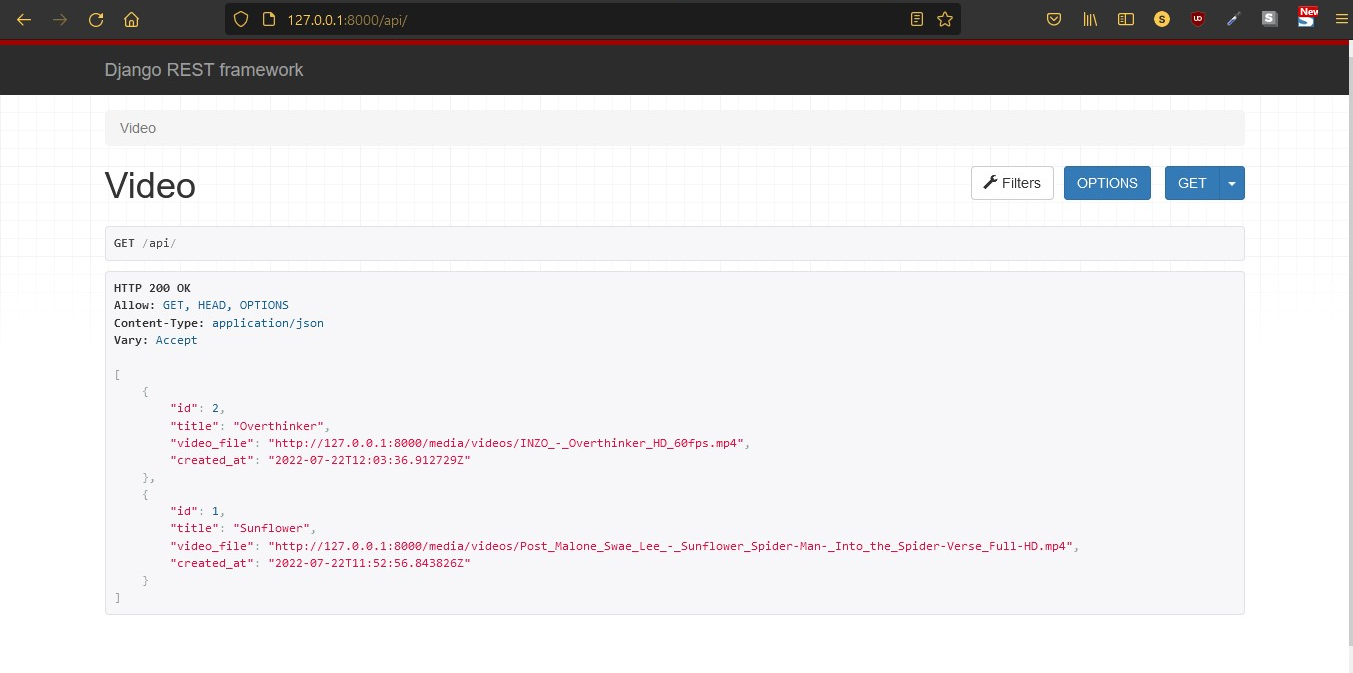 127.0.0.1:8000/api/
S
UD
S
New
S
Django REST framework
Video
Video
Filters
OPTIONS
GET
GET /api/
HTTP 200 OK
Allow: GET, HEAD, OPTIONS
Content-Type: application/json
Vary: Accept
[
    {
        "id": 2,
        "title": "Overthinker",
        "video_file": "http://127.0.0.1:8000/media/videos/INZO_-_Overthinker_HD_60fps.mp4",
        "created_at": "2022-07-22T12:03:36.912729Z"
    },
    {
        "id": 1,
        "title": "Sunflower",
        "video_file": "http://127.0.0.1:8000/media/videos/Post_Malone_Swae_Lee_-_Sunflower_Spider-Man-_Into_the_Spider-Verse_Full-HD.mp4",
        "created_at": "2022-07-22T11:52:56.843826Z"
    }
]